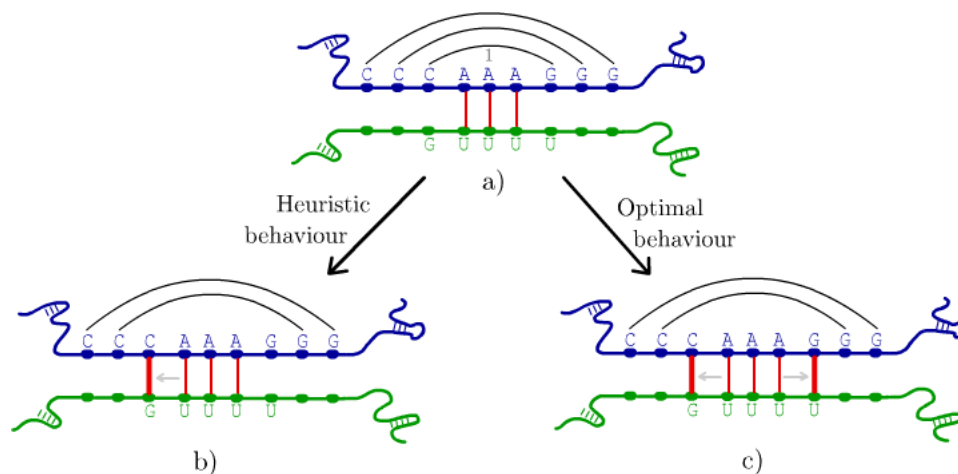 1
C C C A A A G G G
G U U U U
a)
Heuristic
behaviour
Optimal
behaviour
C C C A A A G G G
G U U U U
b)
C C C A A A G G G
G U U U U
c)